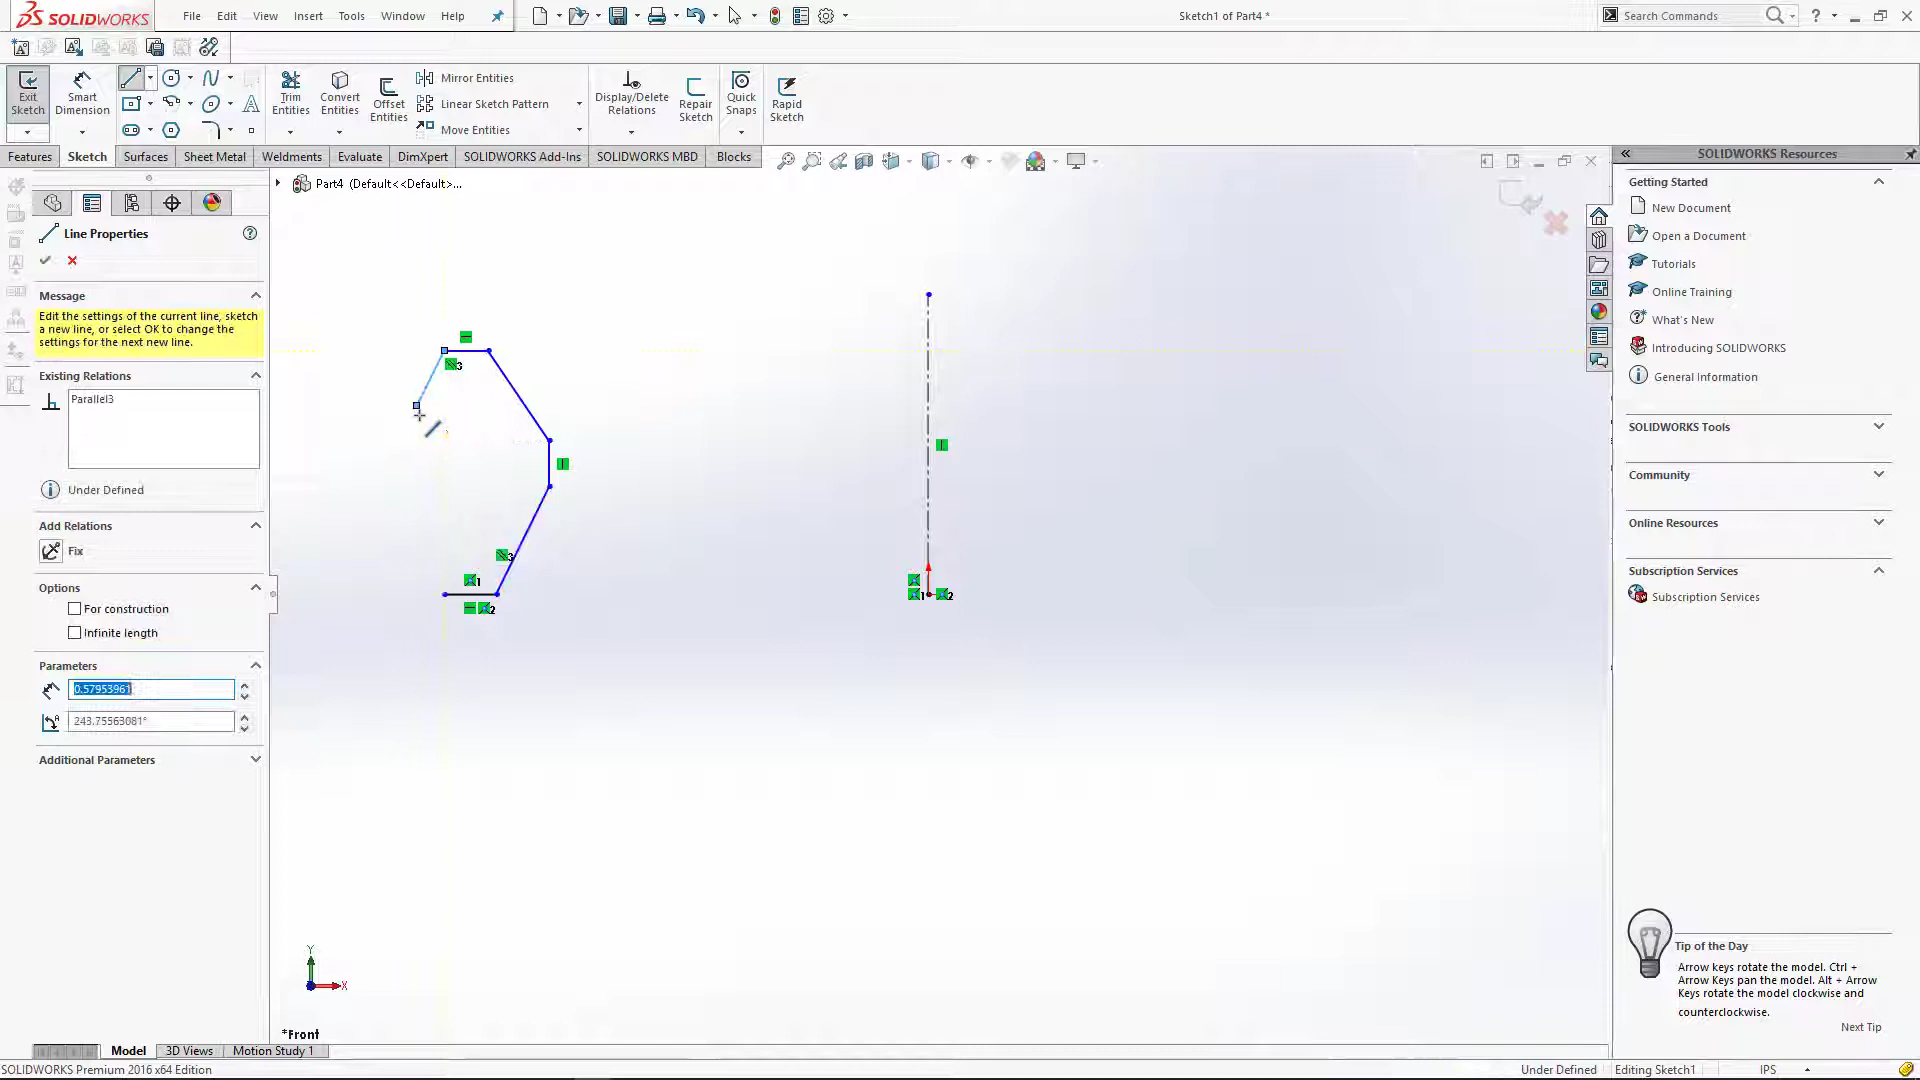 SOLIDWORKS File Edit View Insert Tools Window Help Sketch1 of Part4 * Search Commands ?
Exit Sketch
Smart Dimension
Trim Entities
Convert Entities
Offset Entities
Mirror Entities
Linear Sketch Pattern
Move Entities
Display/Delete Relations
Repair Sketch
Quick Snaps
Rapid Sketch
Features Sketch Surfaces Sheet Metal Weldments Evaluate DimXpert SOLIDWORKS Add-Ins SOLIDWORKS MBD Blocks
Part4 (Default<<Default>...
Line Properties ?
Message
Edit the settings of the current line, sketch
a new line, or select OK to change the
settings for the next new line.
Existing Relations
Parallel3
Under Defined
Add Relations
Fix
Options
For construction
Infinite length
Parameters
0.57953961
243.75563081°
Additional Parameters
3
3
1
2
1 2
Y
X
*Front
SOLIDWORKS Resources
Getting Started
New Document
Open a Document
Tutorials
Online Training
What's New
Introducing SOLIDWORKS
General Information
SOLIDWORKS Tools
Community
Online Resources
Subscription Services
Subscription Services
Tip of the Day
Arrow keys rotate the model. Ctrl +
Arrow Keys pan the model. Alt + Arrow
Keys rotate the model clockwise and
counterclockwise.
Next Tip
Model 3D Views Motion Study 1
SOLIDWORKS Premium 2016 x64 Edition Under Defined Editing Sketch1 IPS